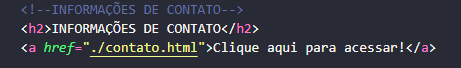 <!--INFORMAÇÕES DE CONTATO-->
<h2>INFORMAÇÕES DE CONTATO</h2>
<a href="./contato.html">Clique aqui para acessar!</a>